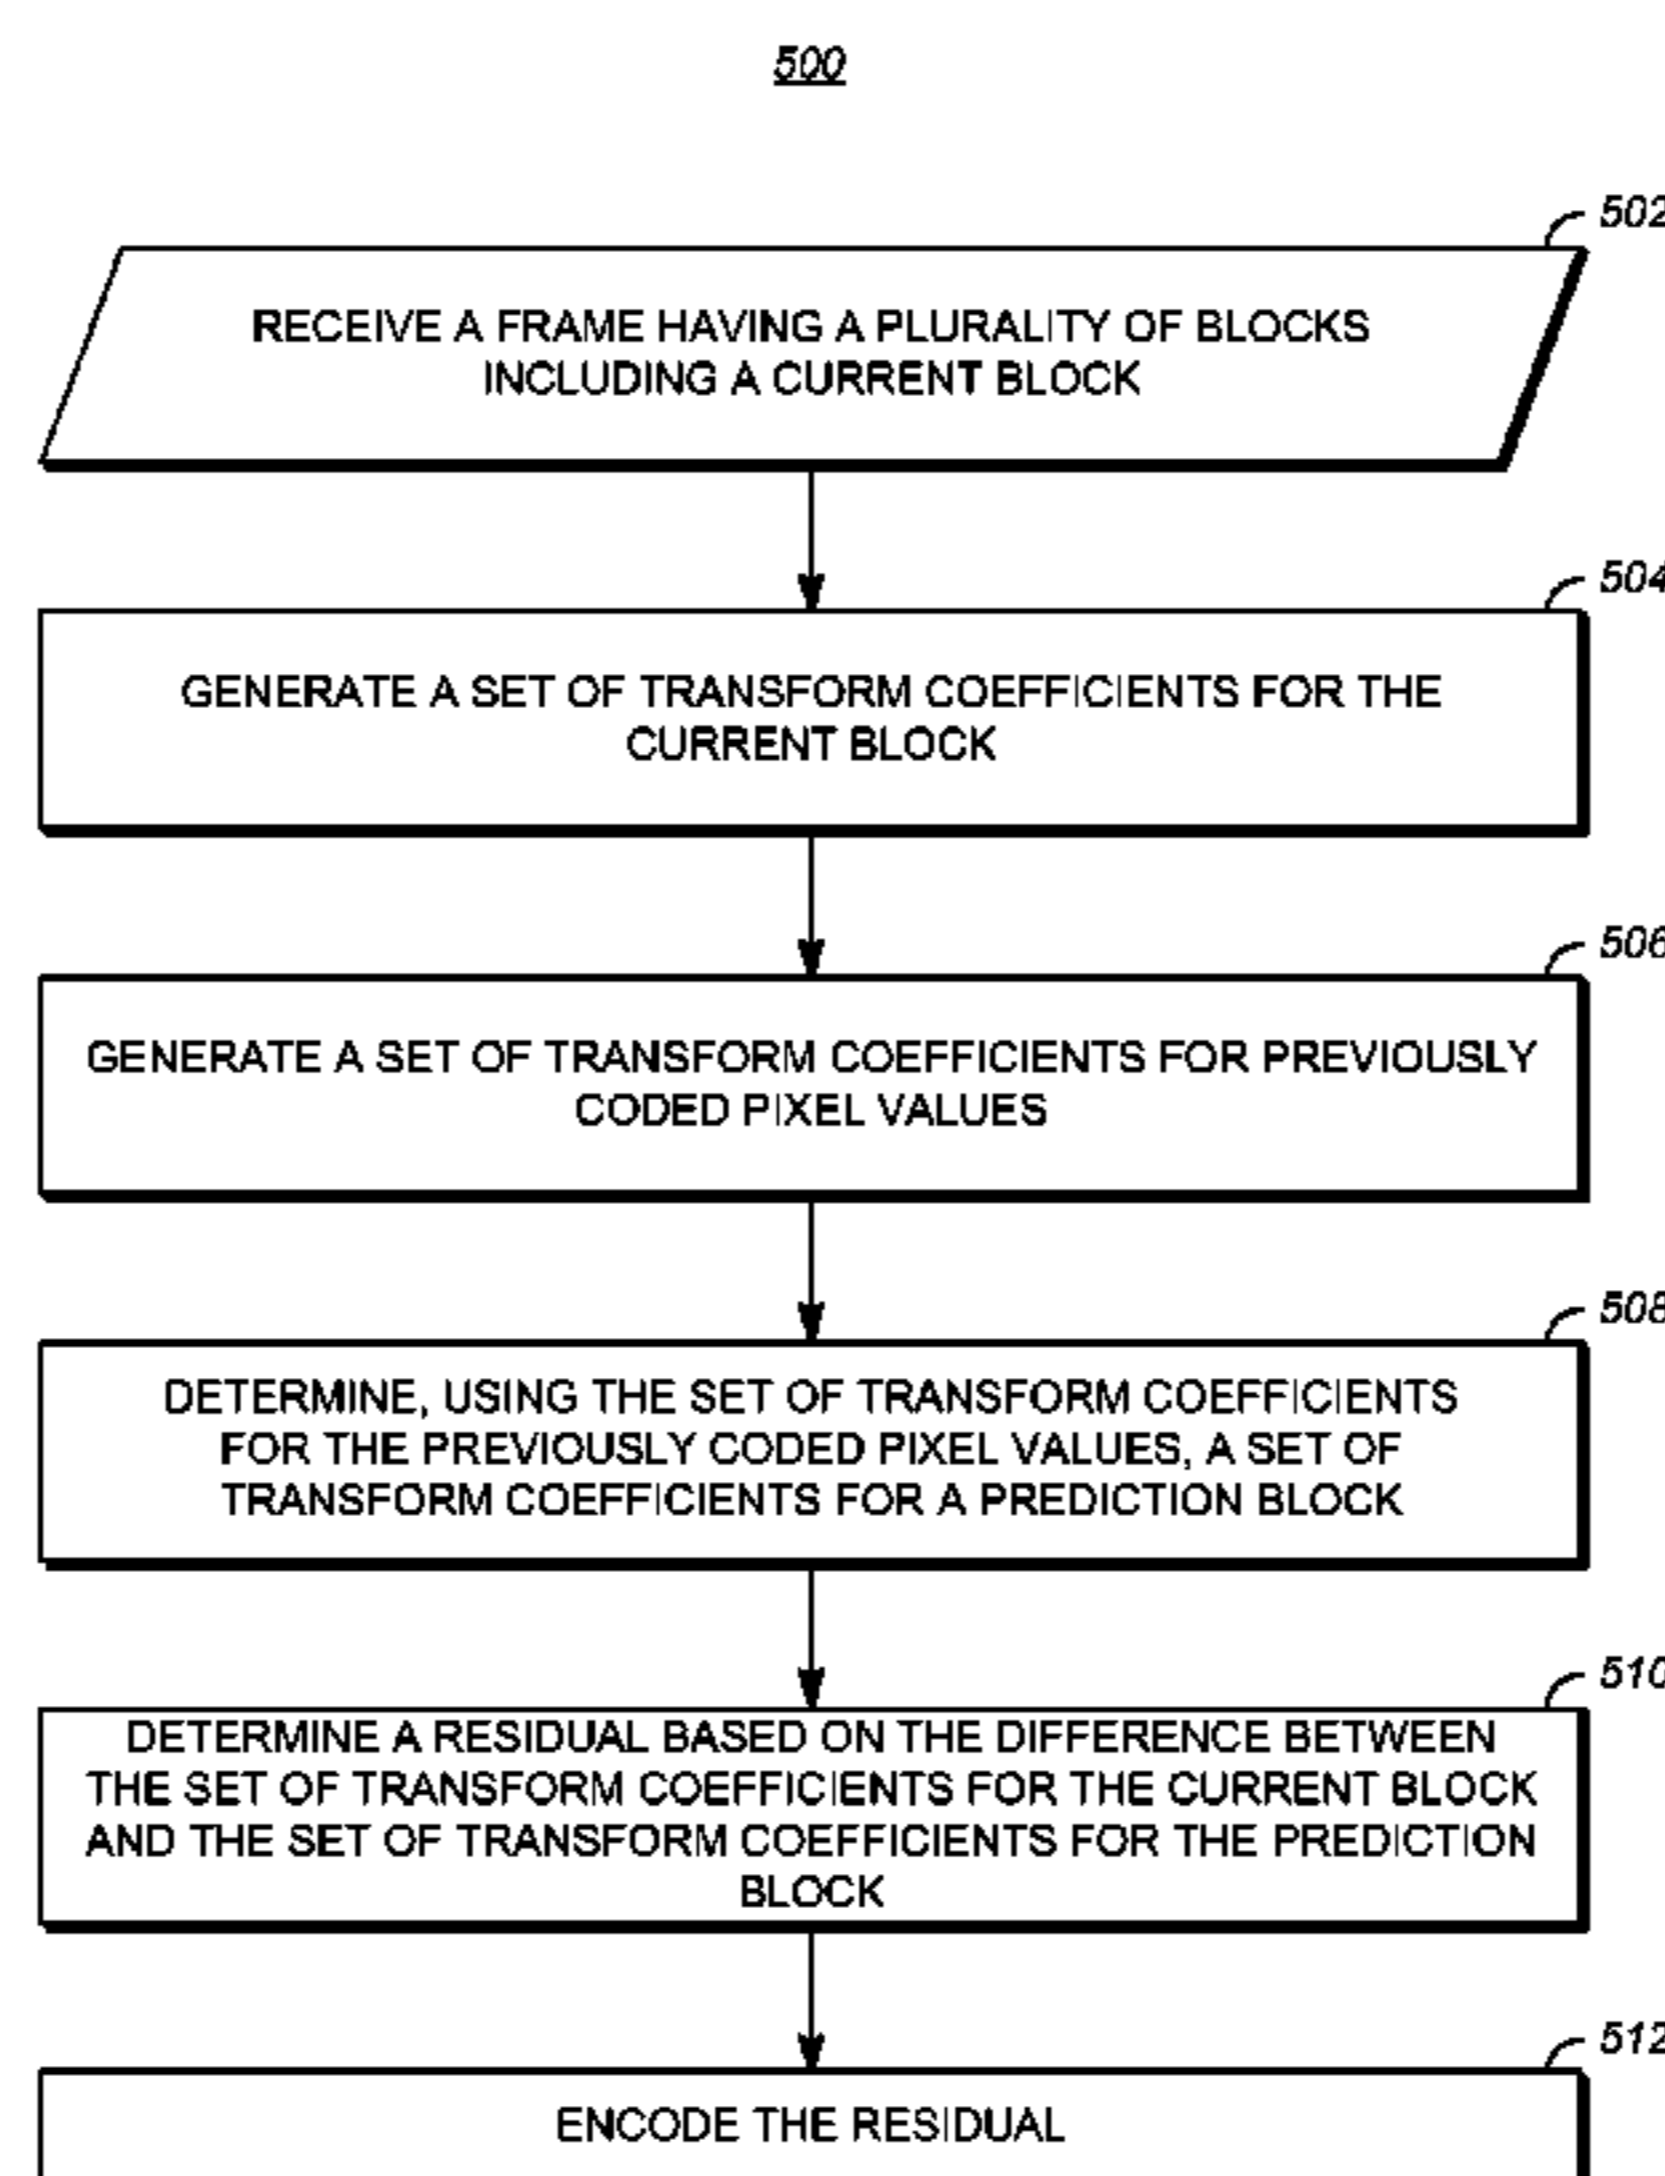 500
502
RECEIVE A FRAME HAVING A PLURALITY OF BLOCKS
INCLUDING A CURRENT BLOCK
504
GENERATE A SET OF TRANSFORM COEFFICIENTS FOR THE
CURRENT BLOCK
506
GENERATE A SET OF TRANSFORM COEFFICIENTS FOR PREVIOUSLY
CODED PIXEL VALUES
508
DETERMINE, USING THE SET OF TRANSFORM COEFFICIENTS
FOR THE PREVIOUSLY CODED PIXEL VALUES, A SET OF
TRANSFORM COEFFICIENTS FOR A PREDICTION BLOCK
510
DETERMINE A RESIDUAL BASED ON THE DIFFERENCE BETWEEN
THE SET OF TRANSFORM COEFFICIENTS FOR THE CURRENT BLOCK
AND THE SET OF TRANSFORM COEFFICIENTS FOR THE PREDICTION
BLOCK
512
ENCODE THE RESIDUAL